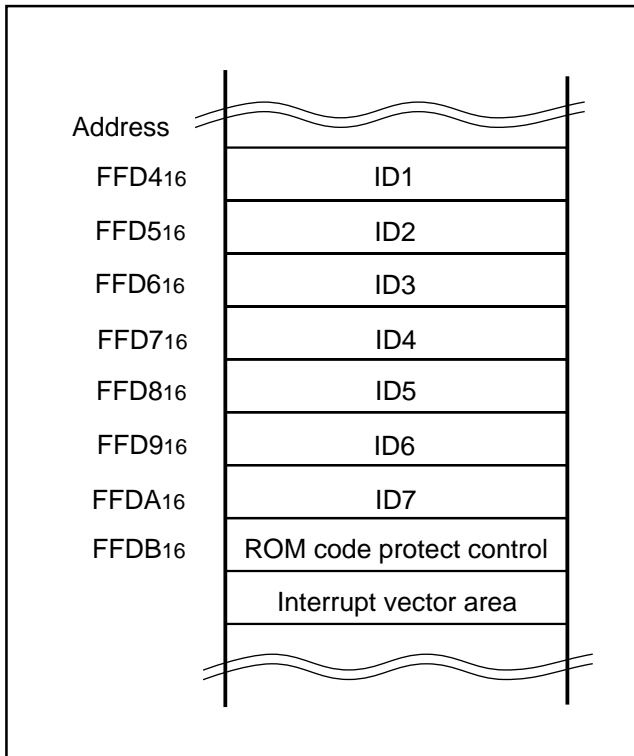 Address
FFD416 ID1
FFD516 ID2
FFD616 ID3
FFD716 ID4
FFD816 ID5
FFD916 ID6
FFDA16 ID7
FFDB16 ROM code protect control
Interrupt vector area